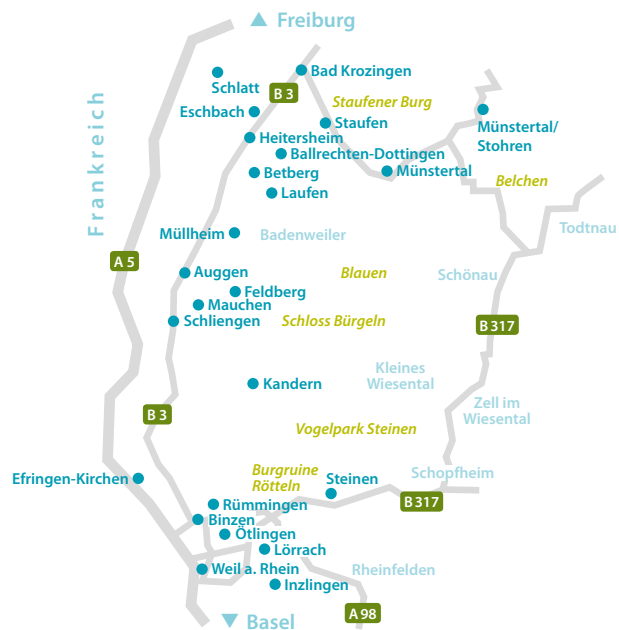 Freiburg
Bad Krozingen
Schlatt
B 3
Staufener Burg
Eschbach
Staufen
Münstertal/
Stohren
Heitersheim
Ballrechten-Dottingen
Betberg
Münstertal
Belchen
Laufen
Frankreich
Todtnau
Müllheim
Badenweiler
A 5
Auggen
Blauen
Schönau
Feldberg
Mauchen
Schliengen
Schloss Bürgeln
B 317
Kleines
Wiesental
Kandern
Zell im
Wiesental
B 3
Vogelpark Steinen
Burgruine
Rötteln
Schopfheim
Efringen-Kirchen
Steinen
B 317
Rümmingen
Binzen
Ötlingen
Lörrach
Weil a. Rhein
Rheinfelden
Inzlingen
A 98
Basel